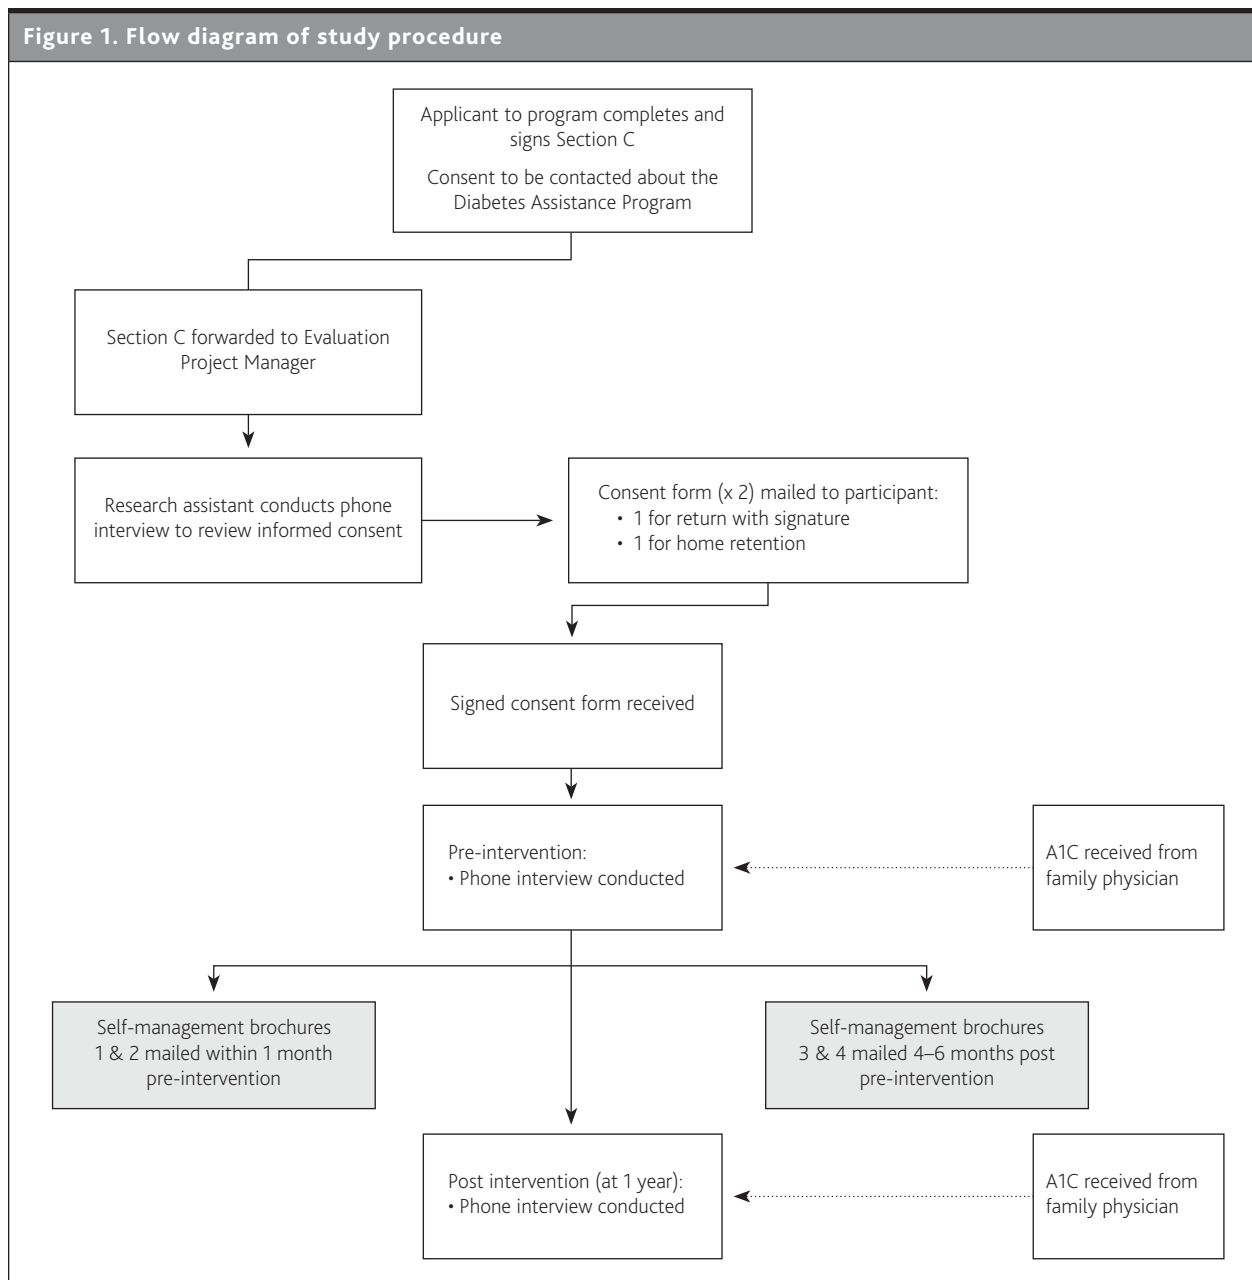 Figure 1. Flow diagram of study procedure
Applicant to program completes and
signs Section C
Consent to be contacted about the
Diabetes Assistance Program
Section C forwarded to Evaluation
Project Manager
Research assistant conducts phone
interview to review informed consent
Consent form (x 2) mailed to participant:
• 1 for return with signature
• 1 for home retention
Signed consent form received
Pre-intervention:
• Phone interview conducted
A1C received from
family physician
Self-management brochures
1 & 2 mailed within 1 month
pre-intervention
Self-management brochures
3 & 4 mailed 4–6 months post
pre-intervention
Post intervention (at 1 year):
• Phone interview conducted
A1C received from
family physician